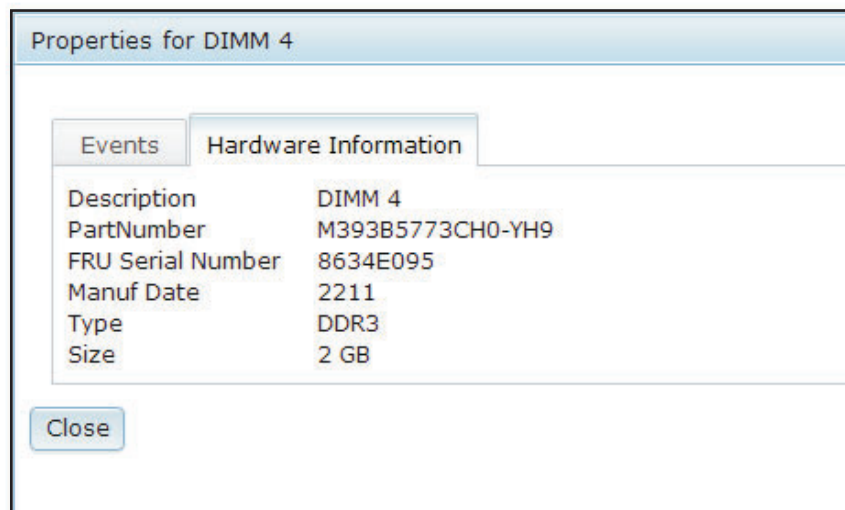 Properties for DIMM 4
Events Hardware Information
Description DIMM 4
PartNumber M393B5773CH0-YH9
FRU Serial Number 8634E095
Manuf Date 2211
Type DDR3
Size 2 GB
Close